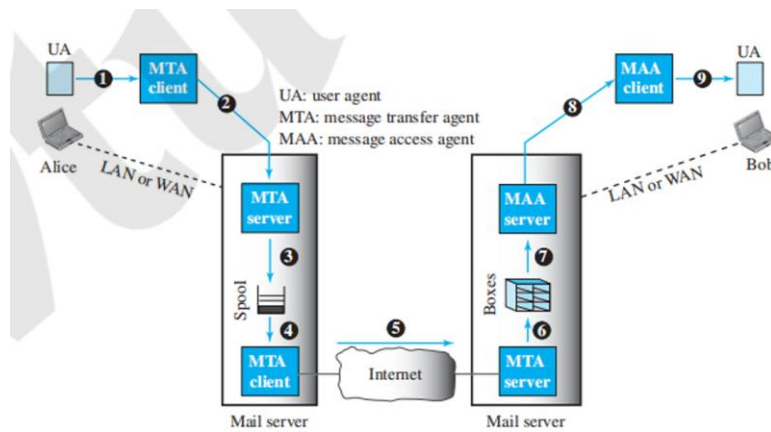 UA
1
MTA
client
2
UA: user agent
MTA: message transfer agent
MAA: message access agent
Alice
LAN or WAN
MTA
server
3
Spool
4
MTA
client
Mail server
5
Internet
MTA
server
6
Boxes
7
MAA
server
Mail server
8
MAA
client
9
UA
Bob
LAN or WAN